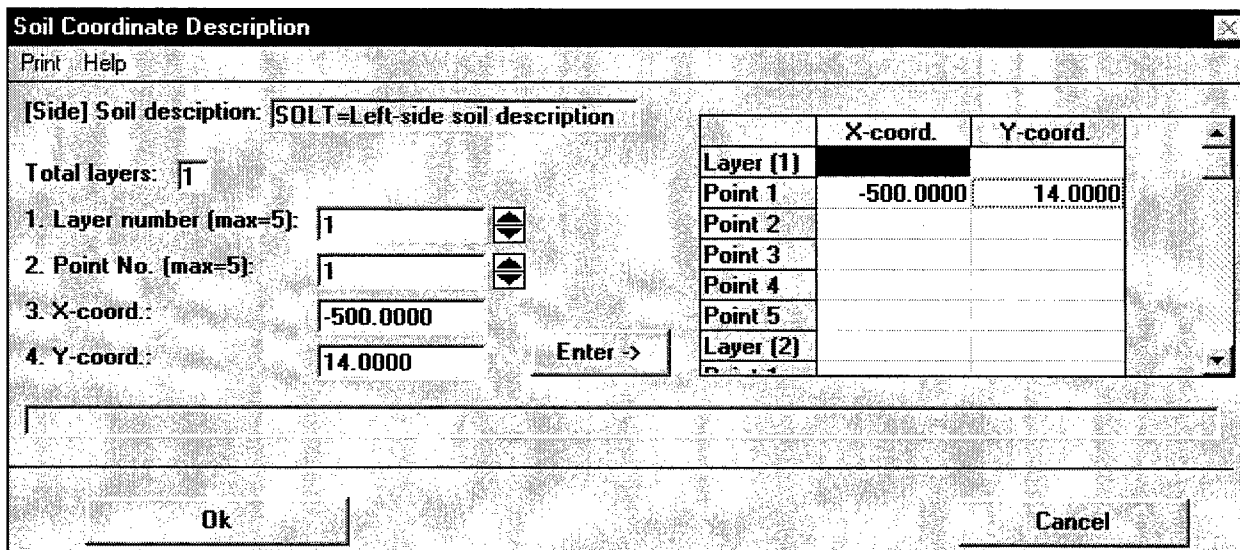 Soil Coordinate Description
Print Help
[Side] Soil desciption: SOLT=Left-side soil description
Total layers: 1
1. Layer number (max=5): 1
2. Point No. (max=5): 1
3. X-coord.: -500.0000
4. Y-coord.: 14.0000
Enter ->
X-coord. Y-coord.
Layer (1)
Point 1 -500.0000 14.0000
Point 2
Point 3
Point 4
Point 5
Layer (2)
Ok Cancel